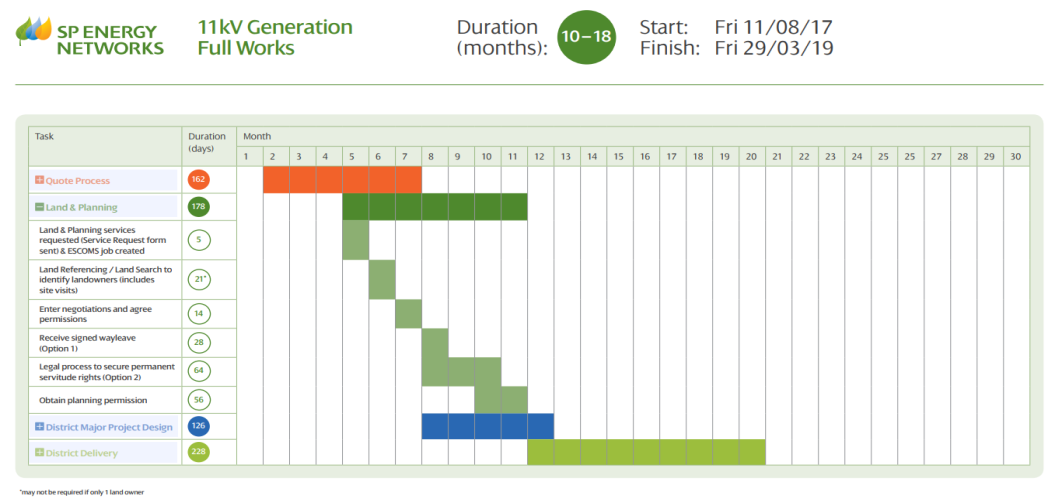 SP ENERGY
NETWORKS
11kV Generation
Full Works
Duration
(months):
10–18
Start: Fri 11/08/17
Finish: Fri 29/03/19
Task
Duration
(days)
Month
1 2 3 4 5 6 7 8 9 10 11 12 13 14 15 16 17 18 19 20 21 22 23 24 25 25 27 28 29 30
Quote Process 162
Land & Planning 178
Land & Planning services
requested (Service Request form
sent) & ESCOMS job created
5
Land Referencing / Land Search to
identify landowners (includes
site visits)
21*
Enter negotiations and agree
permissions
14
Receive signed wayleave
(Option 1)
28
Legal process to secure permanent
servitude rights (Option 2)
64
Obtain planning permission 56
District Major Project Design 126
District Delivery 228
*may not be required if only 1 land owner